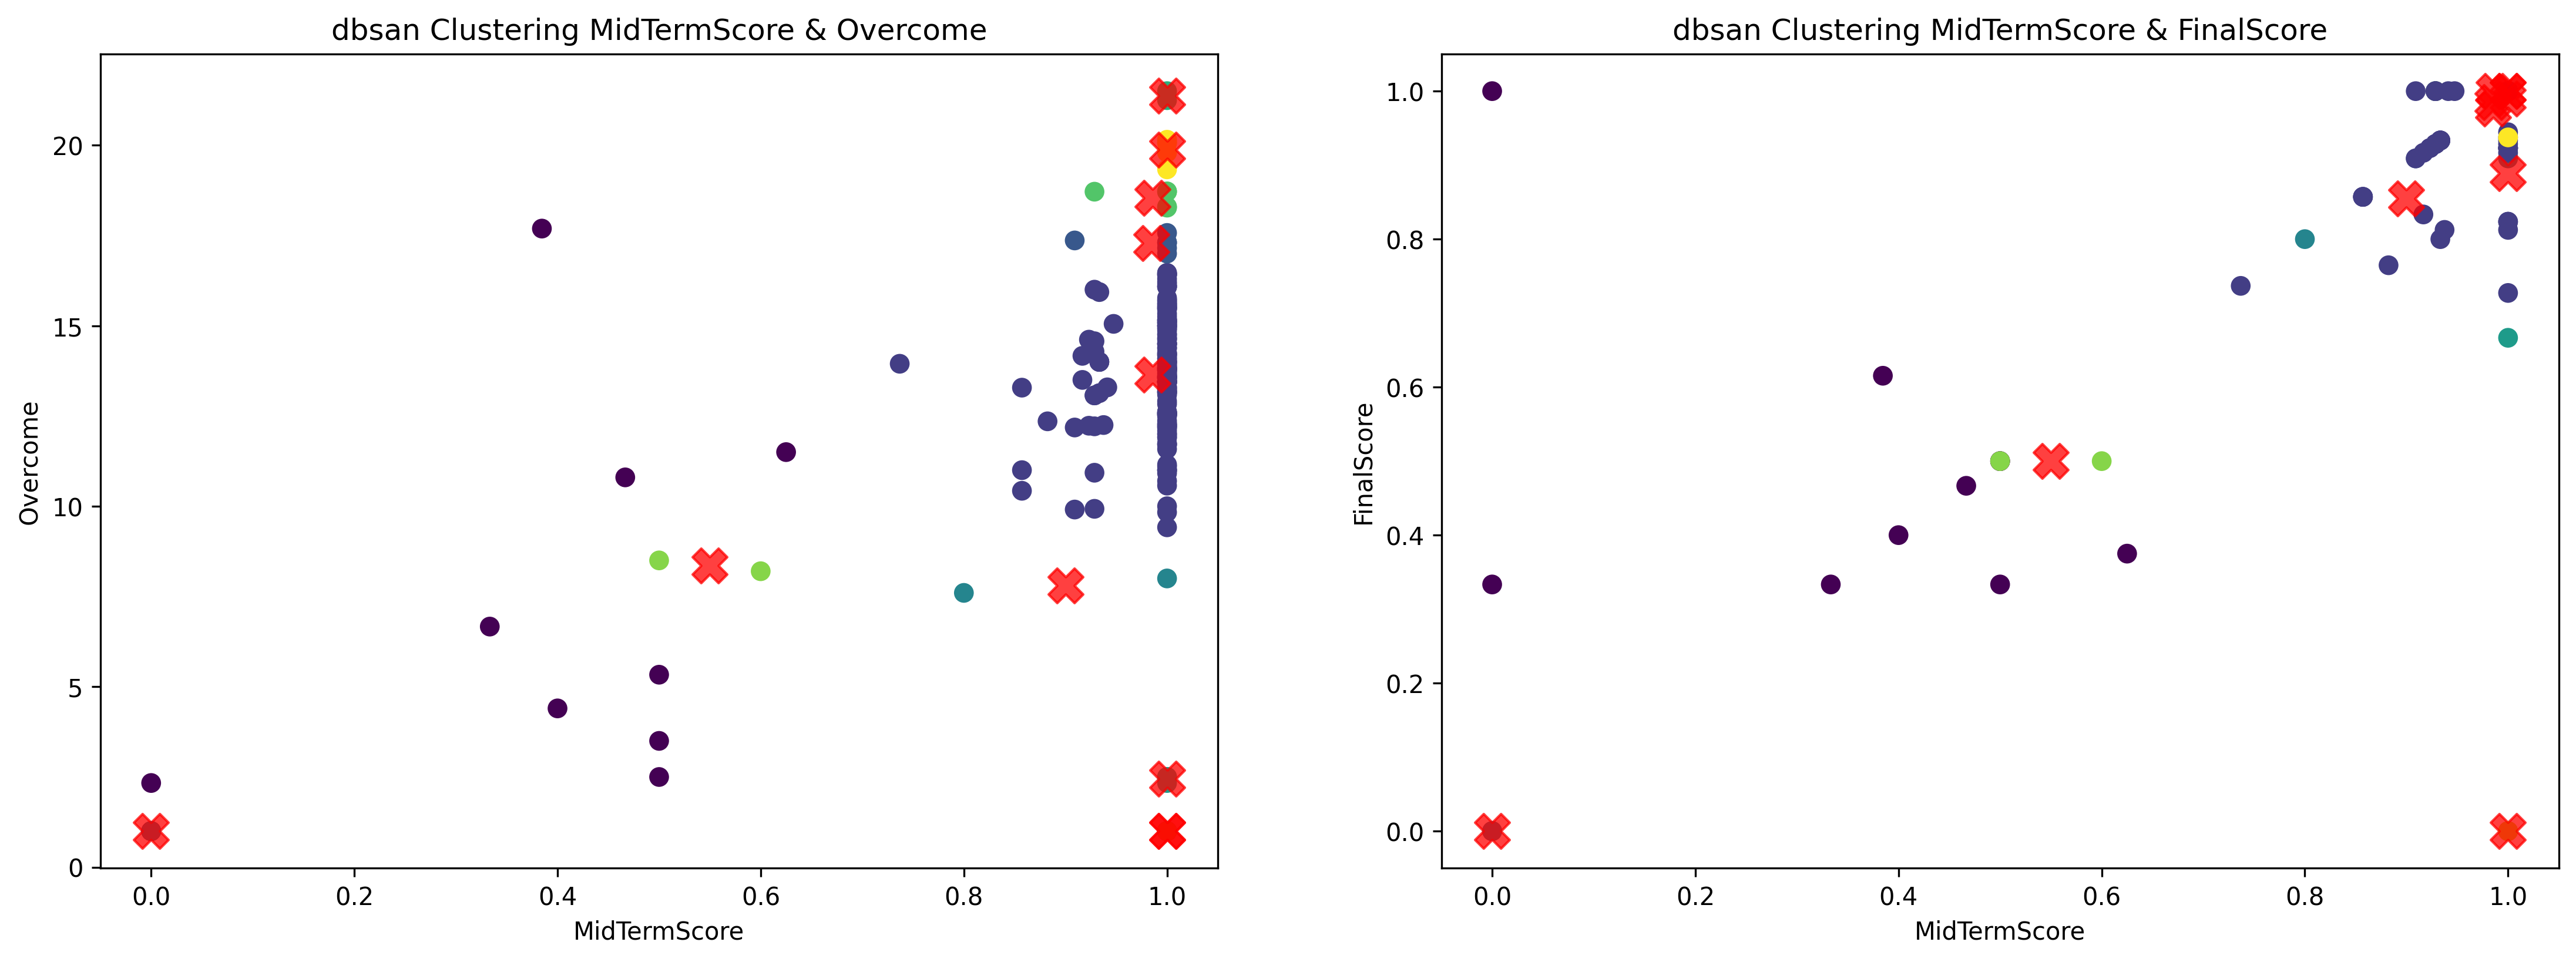 dbsan Clustering MidTermScore & Overcome
Overcome
20
15
10
5
0
0.0 0.2 0.4 0.6 0.8 1.0
MidTermScore
dbsan Clustering MidTermScore & FinalScore
FinalScore
1.0
0.8
0.6
0.4
0.2
0.0
0.0 0.2 0.4 0.6 0.8 1.0
MidTermScore